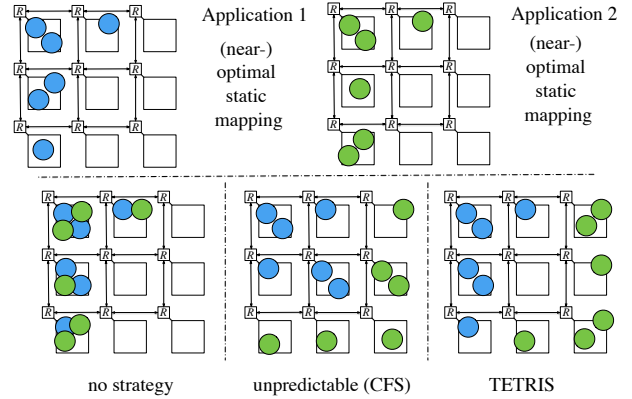 R R R
Application 1
R R R
Application 2
(near-)
optimal
static
mapping
(near-)
optimal
static
mapping
R R R
R R R
R R R
R R R
R R R
R R R
R R R
R R R
R R R
R R R
R R R
R R R
R R R
no strategy
unpredictable (CFS)
TETRIS